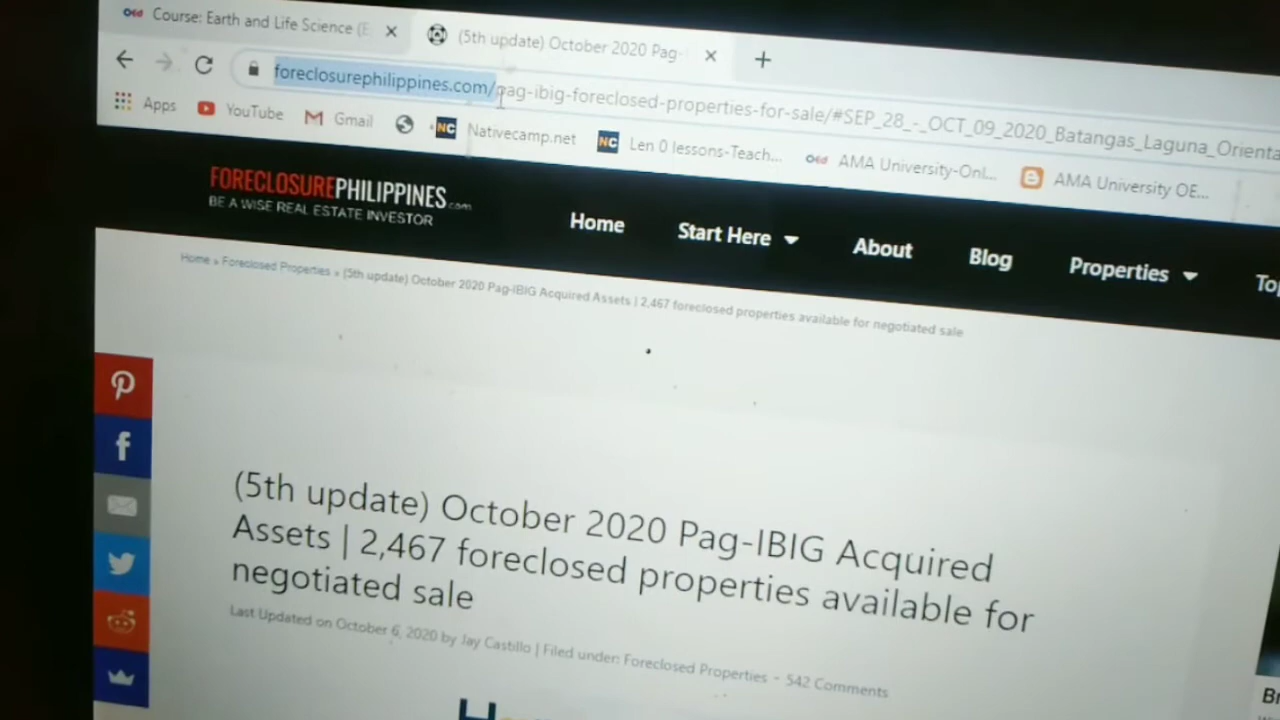 Course: Earth and Life Science (E
(5th update) October 2020 Pag-
foreclosurephilippines.com/pag-ibig-foreclosed-properties-for-sale/#SEP_28_-_OCT_09_2020_Batangas_Laguna_Orienta
Apps
YouTube
Gmail
NC
Nativecamp.net
NC
Len 0 lessons-Teach...
AMA University-Onl...
AMA University OE...
FORECLOSUREPHILIPPINES.com
BE A WISE REAL ESTATE INVESTOR
Home
Start Here
About
Blog
Properties
Top
Home » Foreclosed Properties » (5th update) October 2020 Pag-IBIG Acquired Assets | 2,467 foreclosed properties available for negotiated sale
(5th update) October 2020 Pag-IBIG Acquired
Assets | 2,467 foreclosed properties available for
negotiated sale
Last Updated on October 6, 2020 by Jay Castillo | Filed under: Foreclosed Properties - 542 Comments
Br